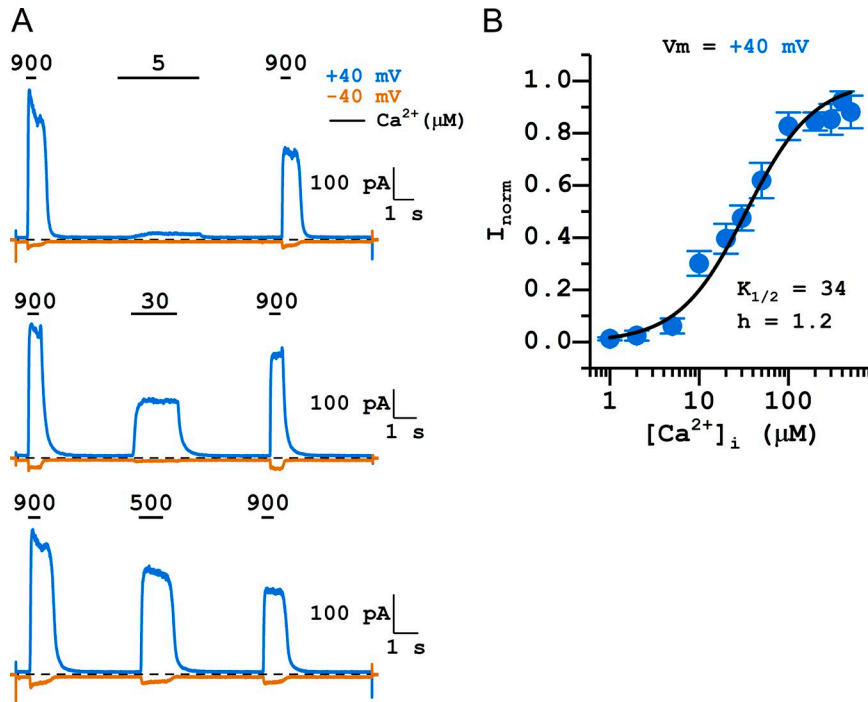 A
900 5 900
+40 mV
-40 mV
Ca²⁺(μM)
100 pA
1 s
900 30 900
100 pA
1 s
900 500 900
100 pA
1 s
B
Vm = +40 mV
1.0
0.8
0.6
0.4
0.2
0.0
Iₙₒᵣₘ
K₁/₂ = 34
h = 1.2
1 10 100
[Ca²⁺]ᵢ (μM)